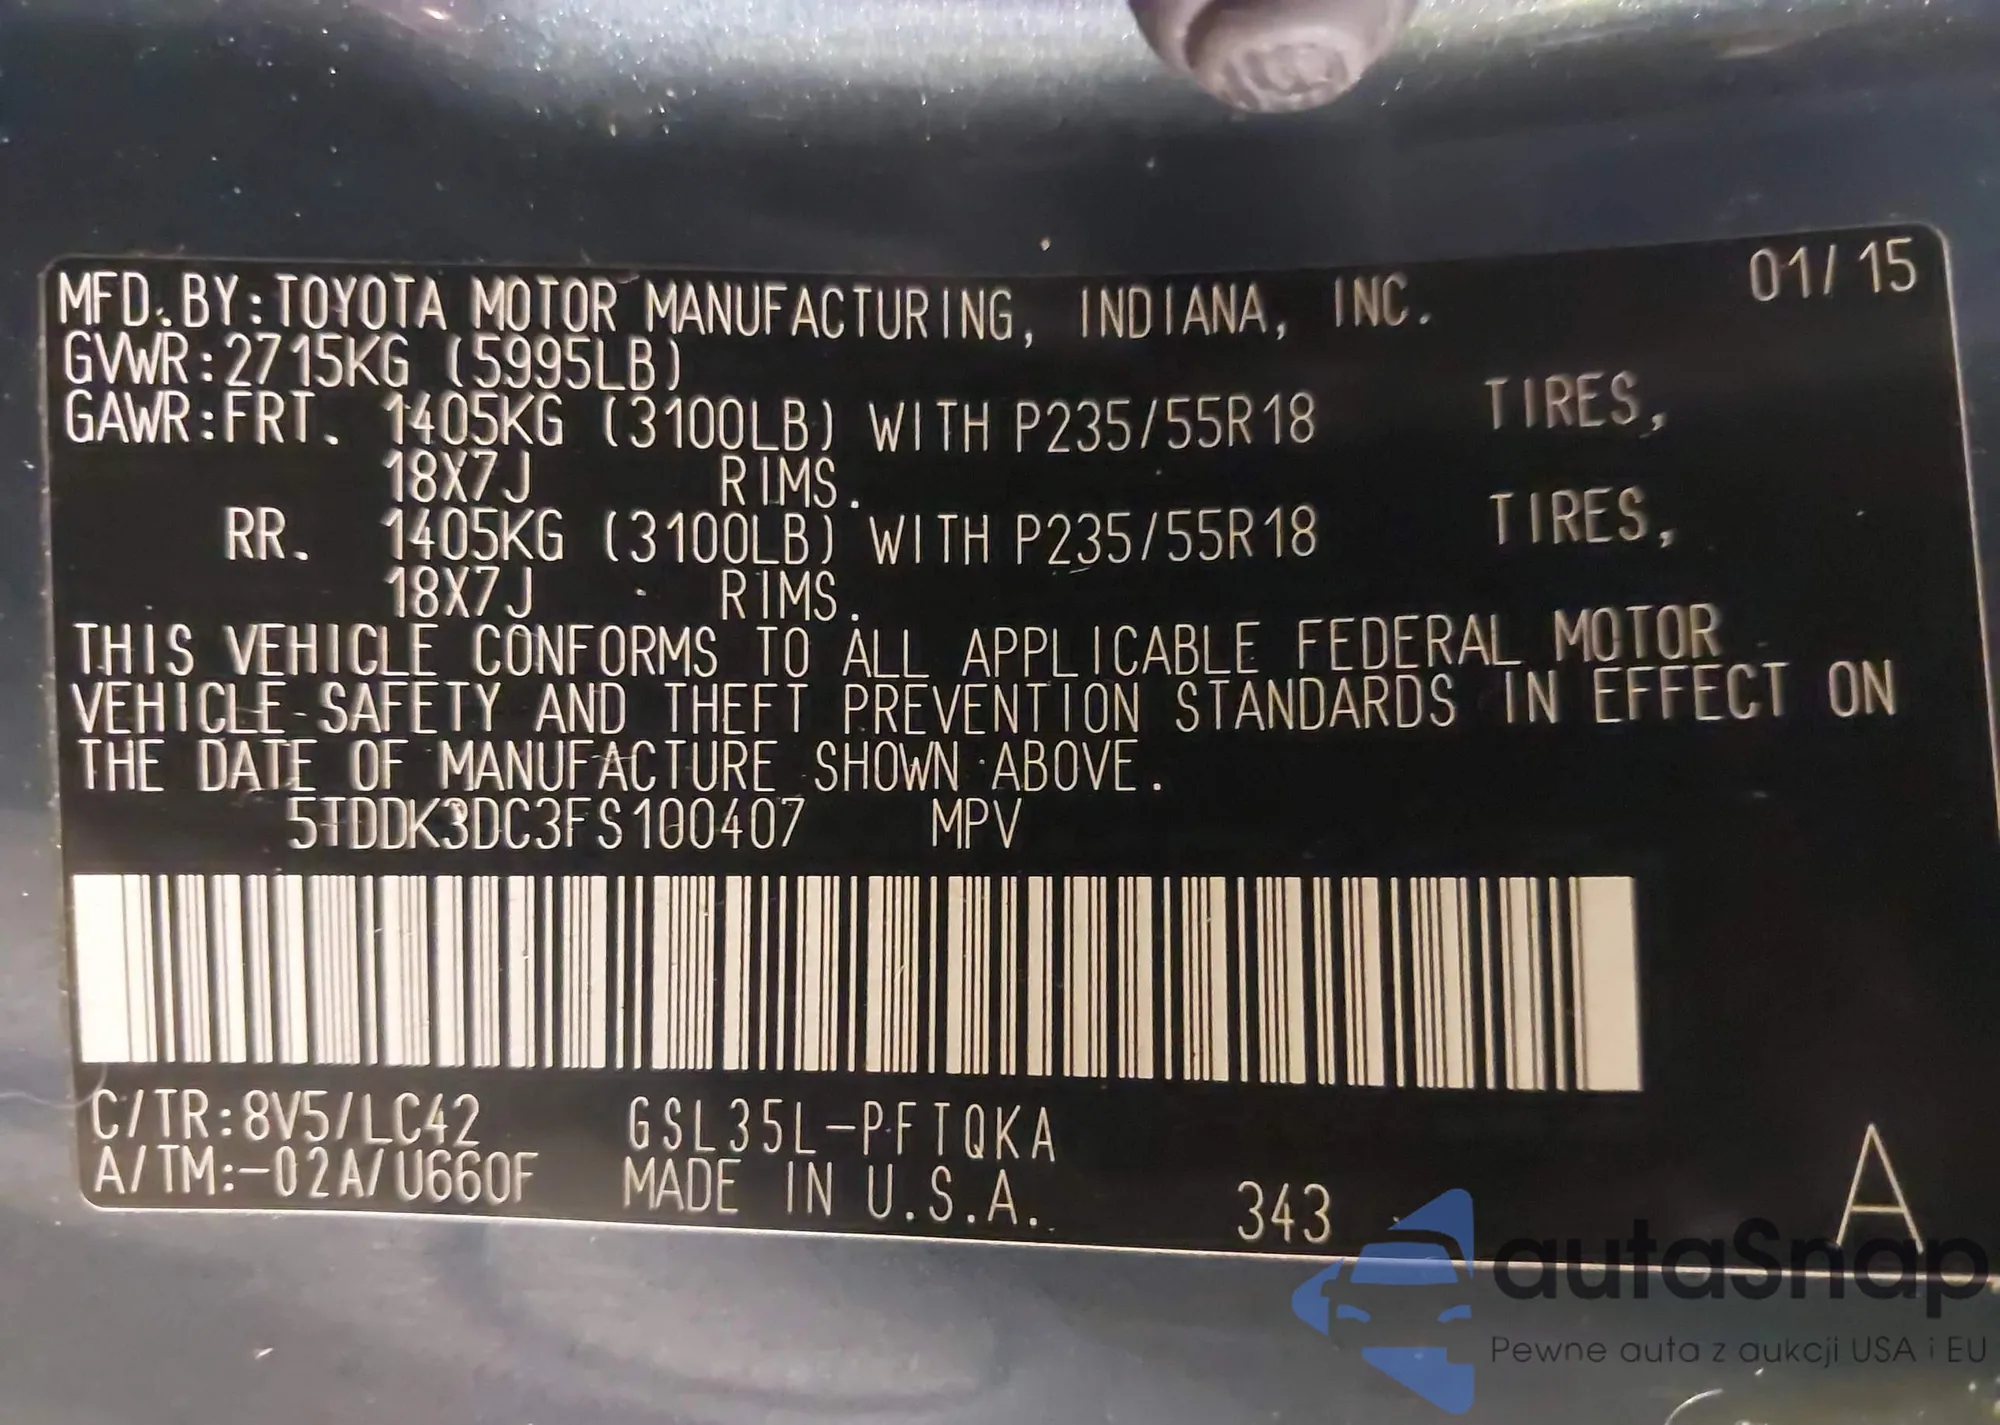 01/15
MFD.BY:TOYOTA MOTOR MANUFACTURING, INDIANA, INC.
GVWR:2715KG (5995LB)
GAWR:FRT. 1405KG (3100LB) WITH P235/55R18 TIRES,
18X7J RIMS.
RR. 1405KG (3100LB) WITH P235/55R18 TIRES,
18X7J RIMS.
THIS VEHICLE CONFORMS TO ALL APPLICABLE FEDERAL MOTOR
VEHICLE SAFETY AND THEFT PREVENTION STANDARDS IN EFFECT ON
THE DATE OF MANUFACTURE SHOWN ABOVE.
5TDDK3DC3FS100407 MPV
C/TR:8V5/LC42 GSL35L-PFTQKA
A/TM:-02A/U660F MADE IN U.S.A. 343 A
autaSnap
Pewne auta z aukcji USA i EU